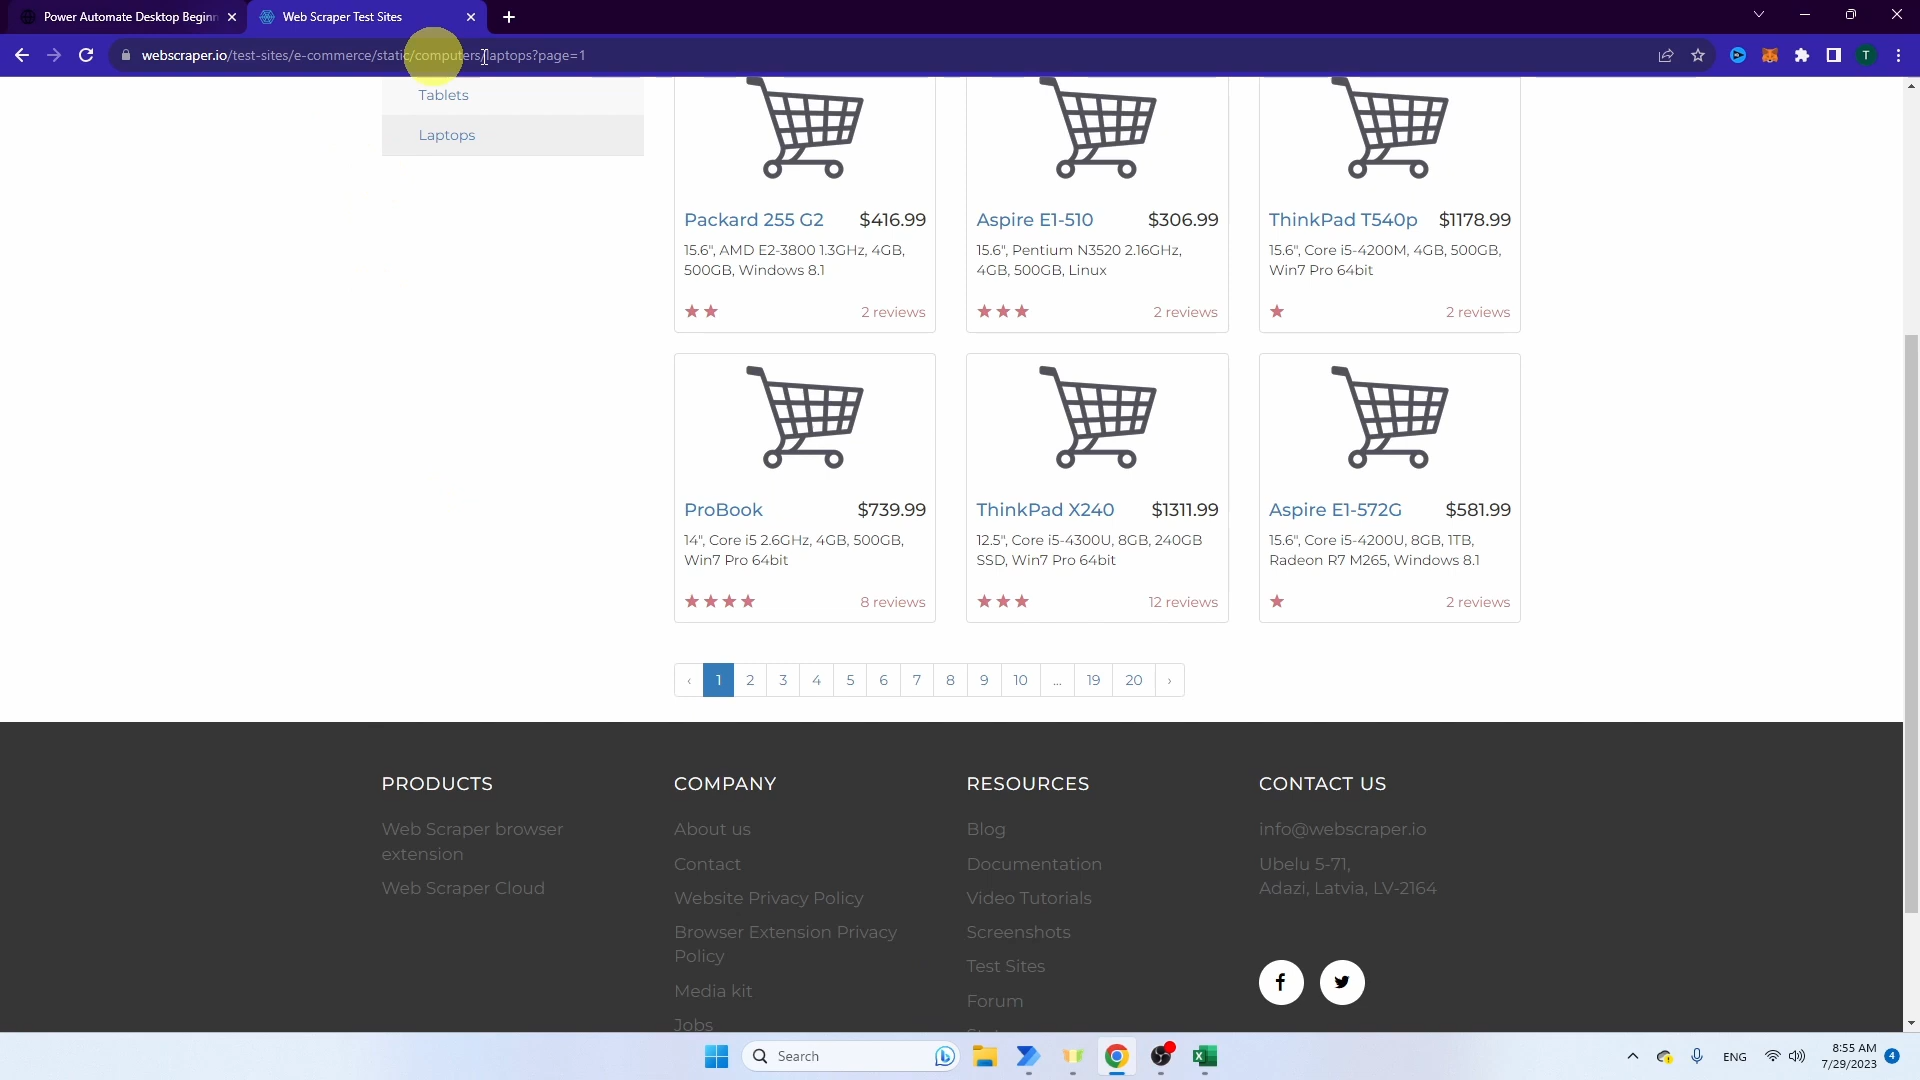 Power Automate Desktop Beginn
Web Scraper Test Sites
webscraper.io/test-sites/e-commerce/static/computers/laptops?page=1
T
Tablets
Laptops
Packard 255 G2 $416.99
15.6", AMD E2-3800 1.3GHz, 4GB,
500GB, Windows 8.1
2 reviews
Aspire E1-510 $306.99
15.6", Pentium N3520 2.16GHz,
4GB, 500GB, Linux
2 reviews
ThinkPad T540p $1178.99
15.6", Core i5-4200M, 4GB, 500GB,
Win7 Pro 64bit
2 reviews
ProBook $739.99
14", Core i5 2.6GHz, 4GB, 500GB,
Win7 Pro 64bit
8 reviews
ThinkPad X240 $1311.99
12.5", Core i5-4300U, 8GB, 240GB
SSD, Win7 Pro 64bit
12 reviews
Aspire E1-572G $581.99
15.6", Core i5-4200U, 8GB, 1TB,
Radeon R7 M265, Windows 8.1
2 reviews
‹ 1 2 3 4 5 6 7 8 9 10 ... 19 20 ›
PRODUCTS
Web Scraper browser
extension
Web Scraper Cloud
COMPANY
About us
Contact
Website Privacy Policy
Browser Extension Privacy
Policy
Media kit
Jobs
RESOURCES
Blog
Documentation
Video Tutorials
Screenshots
Test Sites
Forum
CONTACT US
info@webscraper.io
Ubelu 5-71,
Adazi, Latvia, LV-2164
Search
ENG
8:55 AM
7/29/2023
4